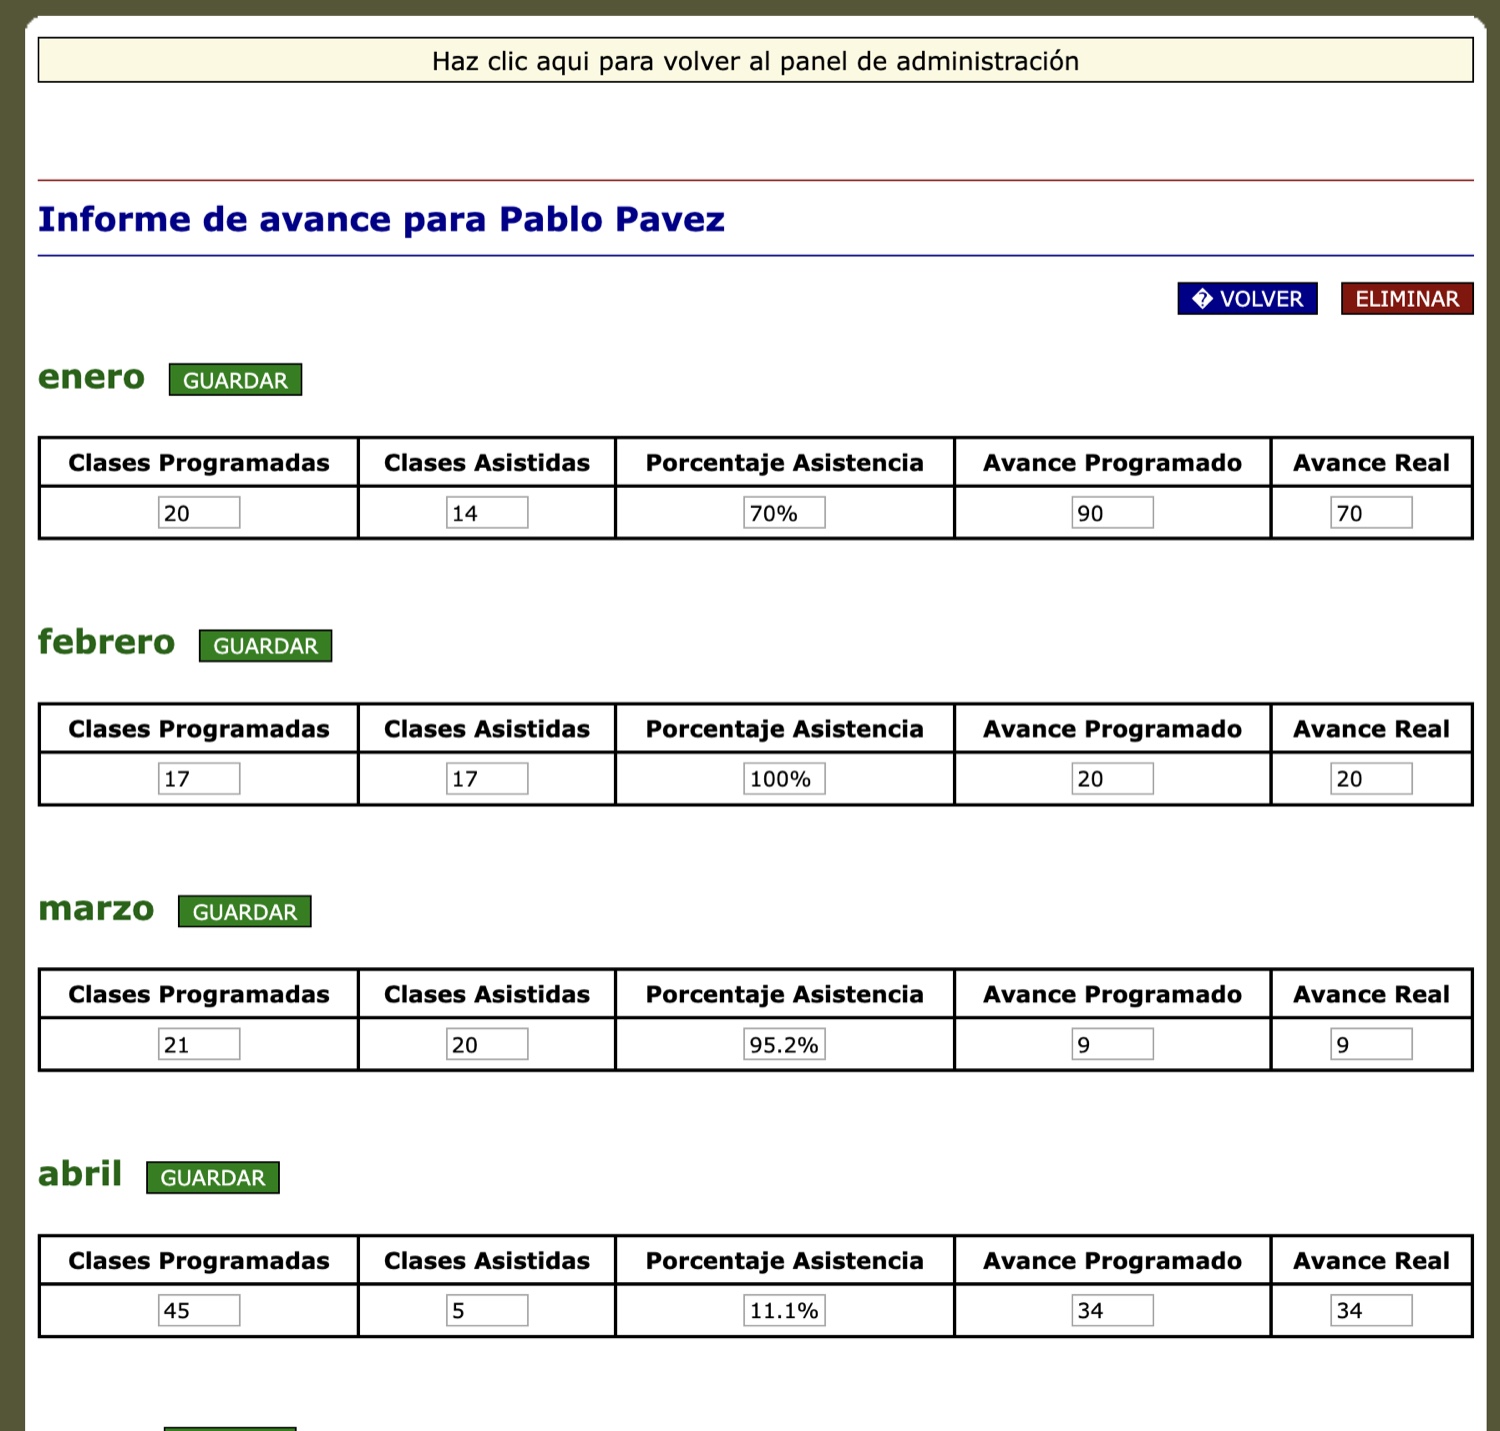 Haz clic aqui para volver al panel de administración
Informe de avance para Pablo Pavez
� VOLVER ELIMINAR
enero GUARDAR
Clases Programadas Clases Asistidas Porcentaje Asistencia Avance Programado Avance Real
20 14 70% 90 70
febrero GUARDAR
Clases Programadas Clases Asistidas Porcentaje Asistencia Avance Programado Avance Real
17 17 100% 20 20
marzo GUARDAR
Clases Programadas Clases Asistidas Porcentaje Asistencia Avance Programado Avance Real
21 20 95.2% 9 9
abril GUARDAR
Clases Programadas Clases Asistidas Porcentaje Asistencia Avance Programado Avance Real
45 5 11.1% 34 34